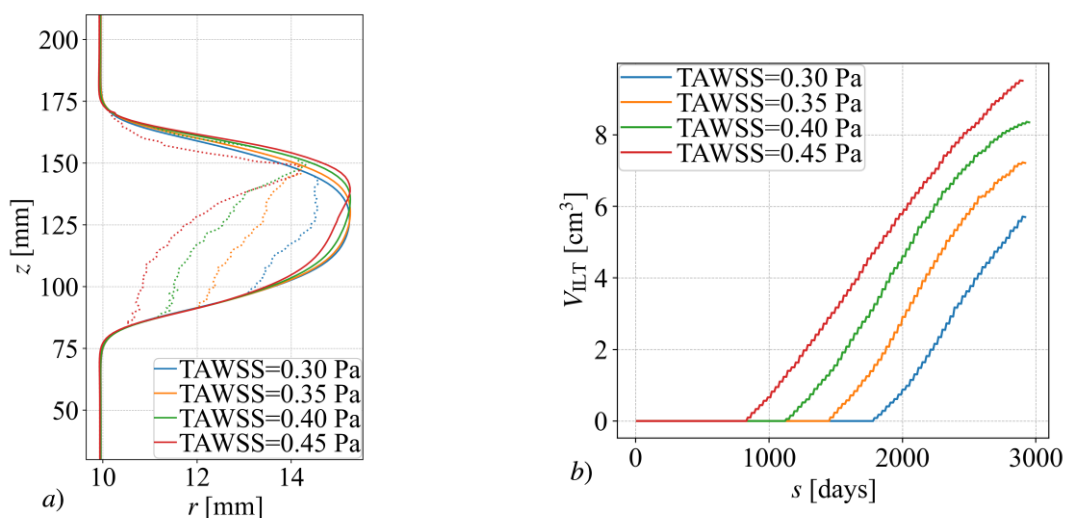 200
175
150
125
100
75
50
z [mm]
TAWSS=0.30 Pa
TAWSS=0.35 Pa
TAWSS=0.40 Pa
TAWSS=0.45 Pa
10
12
14
r [mm]
a)
TAWSS=0.30 Pa
TAWSS=0.35 Pa
TAWSS=0.40 Pa
TAWSS=0.45 Pa
8
6
4
2
0
V_ILT [cm³]
0
1000
2000
3000
s [days]
b)